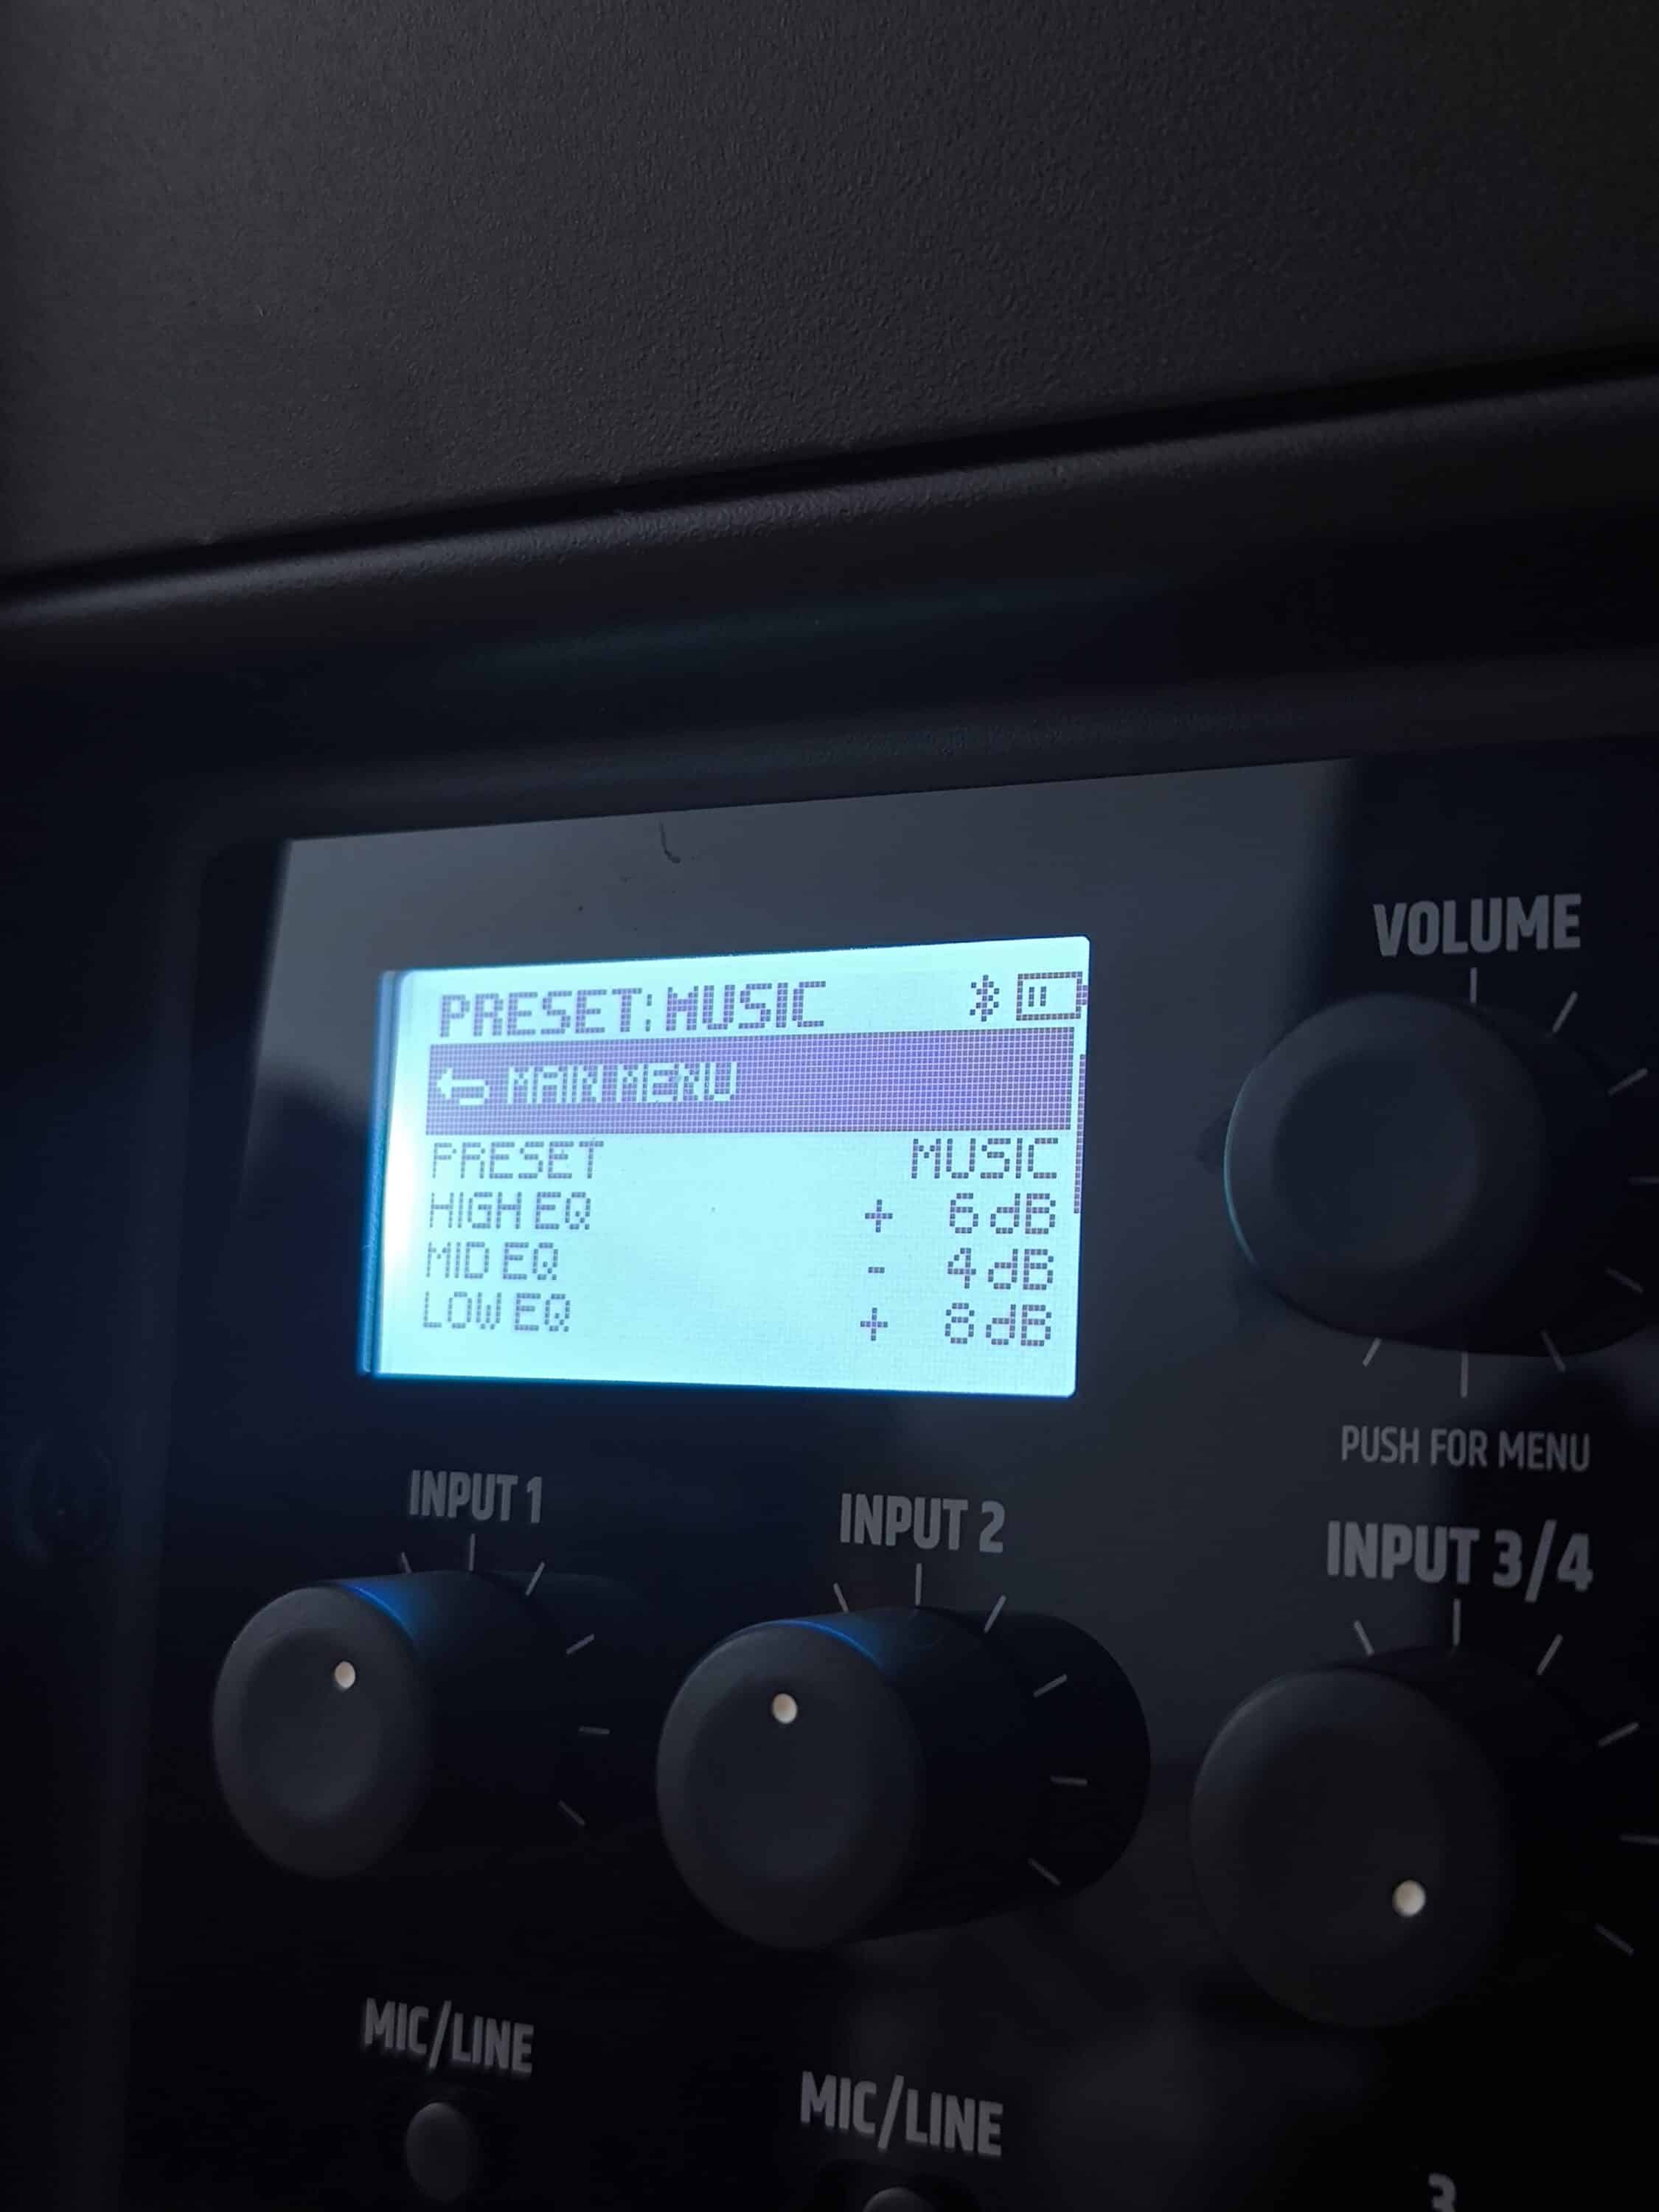 PRESET: MUSIC
MAIN MENU
PRESET MUSIC
HIGH EQ + 6dB
MID EQ - 4dB
LOW EQ + 8dB
VOLUME
PUSH FOR MENU
INPUT 1
INPUT 2
INPUT 3/4
MIC/LINE
MIC/LINE
3